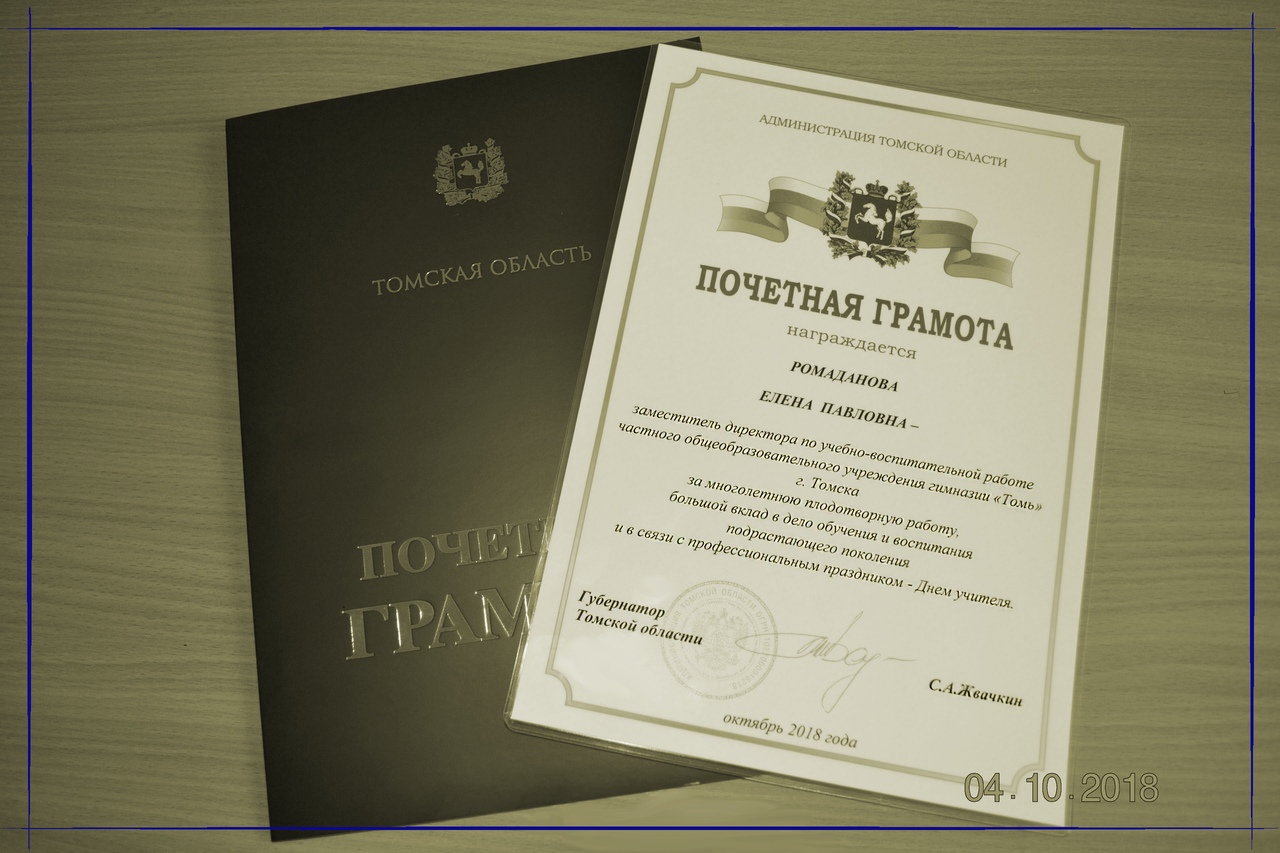 ТОМСКАЯ ОБЛАСТЬ
АДМИНИСТРАЦИЯ ТОМСКОЙ ОБЛАСТИ
ПОЧЕТНАЯ ГРАМОТА
награждается
РОМАДАНОВА
ЕЛЕНА ПАВЛОВНА –
заместитель директора по учебно-воспитательной работе
частного общеобразовательного учреждения гимназии «Томь»
г. Томска
за многолетнюю плодотворную работу,
большой вклад в дело обучения и воспитания
подрастающего поколения
и в связи с профессиональным праздником - Днем учителя.
Губернатор
Томской области
С.А.Жвачкин
октябрь 2018 года
04.10.2018